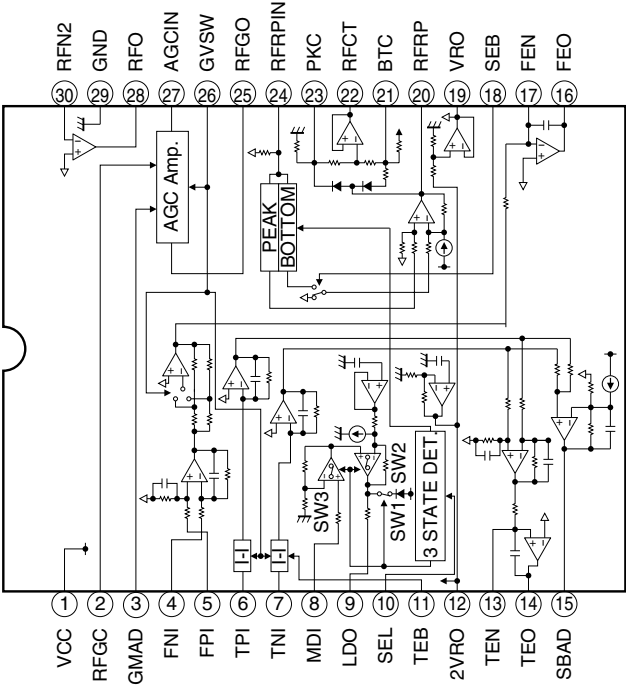 RFN2
GND
RFO
AGCIN
GVSW
RFGO
RFRPIN
PKC
RFCT
BTC
RFRP
VRO
SEB
FEN
FEO
30
29
28
27
26
25
24
23
22
21
20
19
18
17
16
AGC Amp.
PEAK
BOTTOM
SW3
SW2
SW1
3 STATE DET.
I-I
I-I
1
2
3
4
5
6
7
8
9
10
11
12
13
14
15
VCC
RFGC
GMAD
FNI
FPI
TPI
TNI
MDI
LDO
SEL
TEB
2VRO
TEN
TEO
SBAD